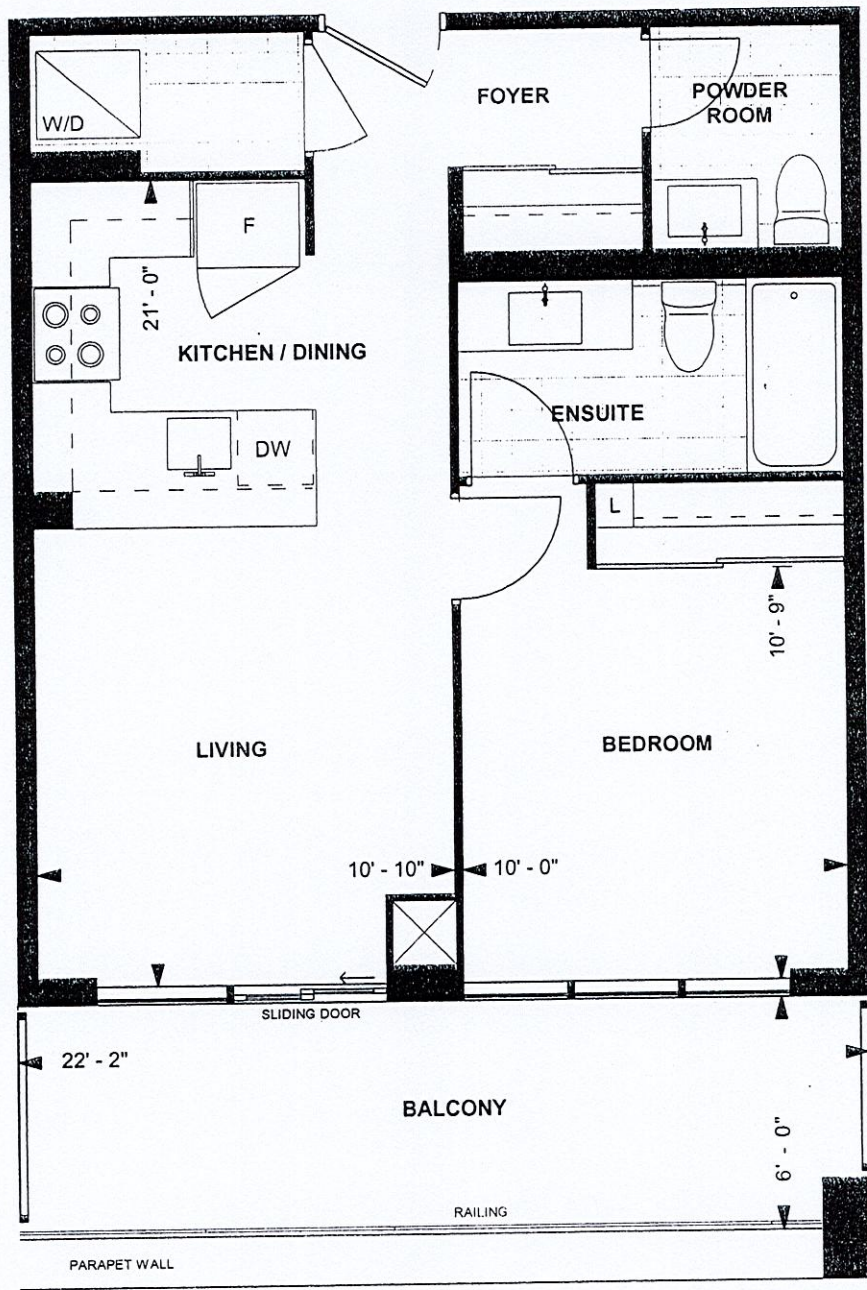 FOYER
POWDER
ROOM
W/D
F
21' - 0"
KITCHEN / DINING
ENSUITE
DW
L
10' - 9"
LIVING
BEDROOM
10' - 10"
10' - 0"
SLIDING DOOR
22' - 2"
BALCONY
6' - 0"
RAILING
PARAPET WALL